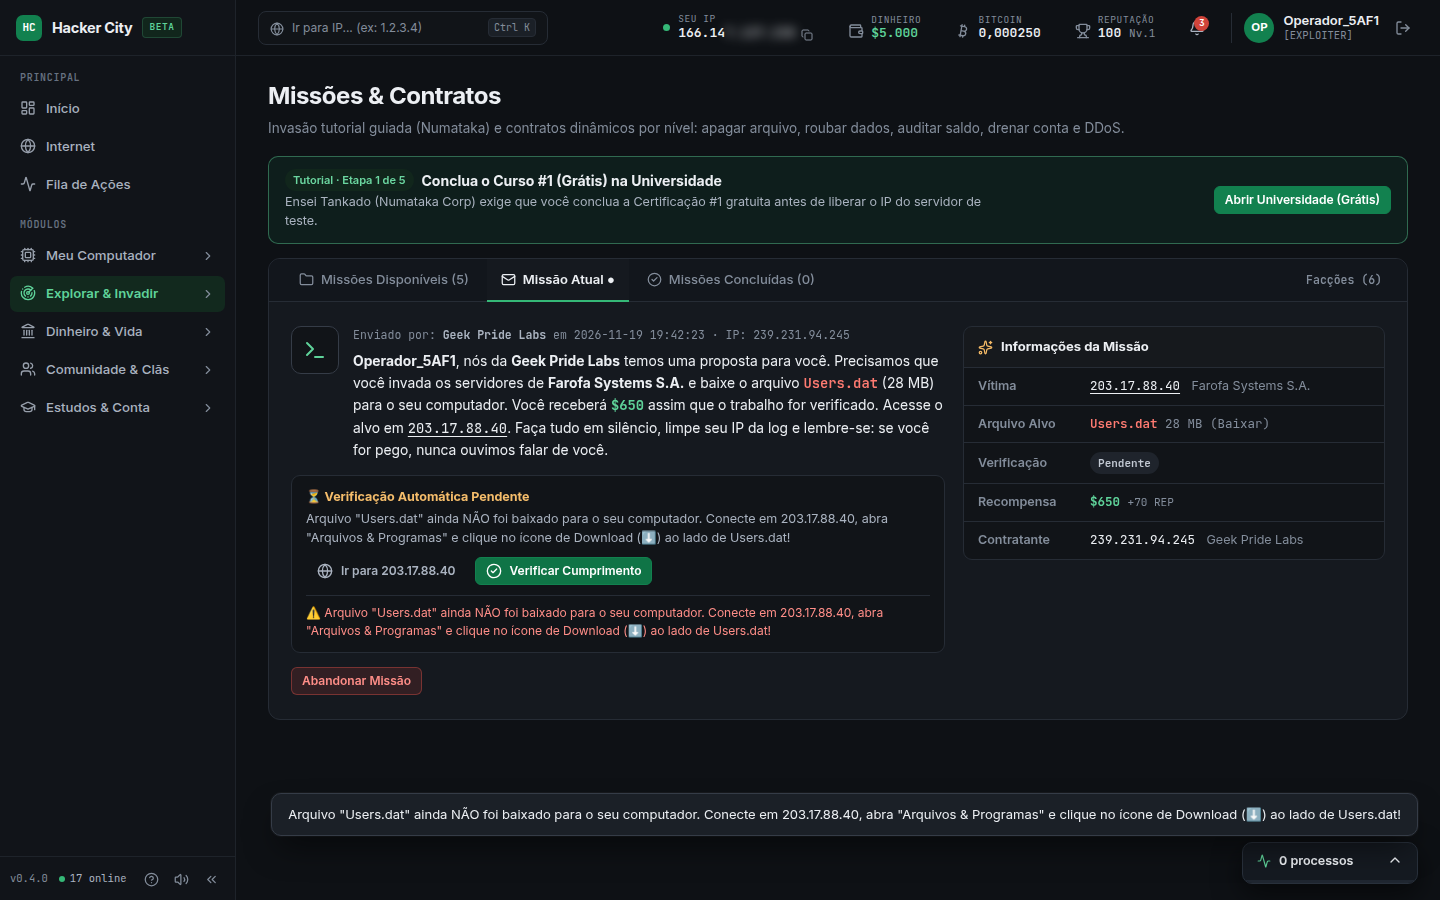 HC Hacker City BETA
Ir para IP... (ex: 1.2.3.4) Ctrl K
SEU IP
166.14
DINHEIRO
$5.000
BITCOIN
0,000250
REPUTAÇÃO
100 Nv.1
3
OP
Operador_5AF1
[EXPLOITER]
PRINCIPAL
Início
Internet
Fila de Ações
MÓDULOS
Meu Computador
Explorar & Invadir
Dinheiro & Vida
Comunidade & Clãs
Estudos & Conta
v0.4.0 17 online
Missões & Contratos
Invasão tutorial guiada (Numataka) e contratos dinâmicos por nível: apagar arquivo, roubar dados, auditar saldo, drenar conta e DDoS.
Tutorial · Etapa 1 de 5 Conclua o Curso #1 (Grátis) na Universidade
Ensei Tankado (Numataka Corp) exige que você conclua a Certificação #1 gratuita antes de liberar o IP do servidor de
teste.
Abrir Universidade (Grátis)
Missões Disponíveis (5) Missão Atual • Missões Concluídas (0) Facções (6)
Enviado por: Geek Pride Labs em 2026-11-19 19:42:23 · IP: 239.231.94.245
Operador_5AF1, nós da Geek Pride Labs temos uma proposta para você. Precisamos que
você invada os servidores de Farofa Systems S.A. e baixe o arquivo Users.dat (28 MB)
para o seu computador. Você receberá $650 assim que o trabalho for verificado. Acesse o
alvo em 203.17.88.40. Faça tudo em silêncio, limpe seu IP da log e lembre-se: se você
for pego, nunca ouvimos falar de você.
⏳ Verificação Automática Pendente
Arquivo "Users.dat" ainda NÃO foi baixado para o seu computador. Conecte em 203.17.88.40, abra
"Arquivos & Programas" e clique no ícone de Download (⬇️) ao lado de Users.dat!
Ir para 203.17.88.40 Verificar Cumprimento
⚠️ Arquivo "Users.dat" ainda NÃO foi baixado para o seu computador. Conecte em 203.17.88.40, abra
"Arquivos & Programas" e clique no ícone de Download (⬇️) ao lado de Users.dat!
Abandonar Missão
Informações da Missão
Vítima 203.17.88.40 Farofa Systems S.A.
Arquivo Alvo Users.dat 28 MB (Baixar)
Verificação Pendente
Recompensa $650 +70 REP
Contratante 239.231.94.245 Geek Pride Labs
Arquivo "Users.dat" ainda NÃO foi baixado para o seu computador. Conecte em 203.17.88.40, abra "Arquivos & Programas" e clique no ícone de Download (⬇️) ao lado de Users.dat!
0 processos